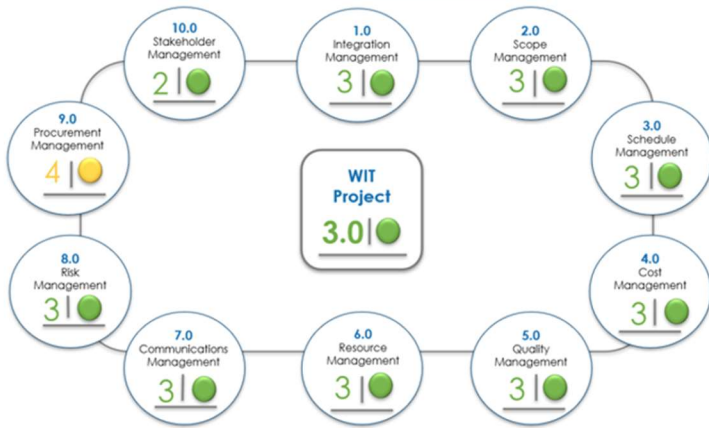 10.0
Stakeholder
Management
2
1.0
Integration
Management
3
2.0
Scope
Management
3
3.0
Schedule
Management
3
4.0
Cost
Management
3
5.0
Quality
Management
3
6.0
Resource
Management
3
7.0
Communications
Management
3
8.0
Risk
Management
3
9.0
Procurement
Management
4
WIT
Project
3.0